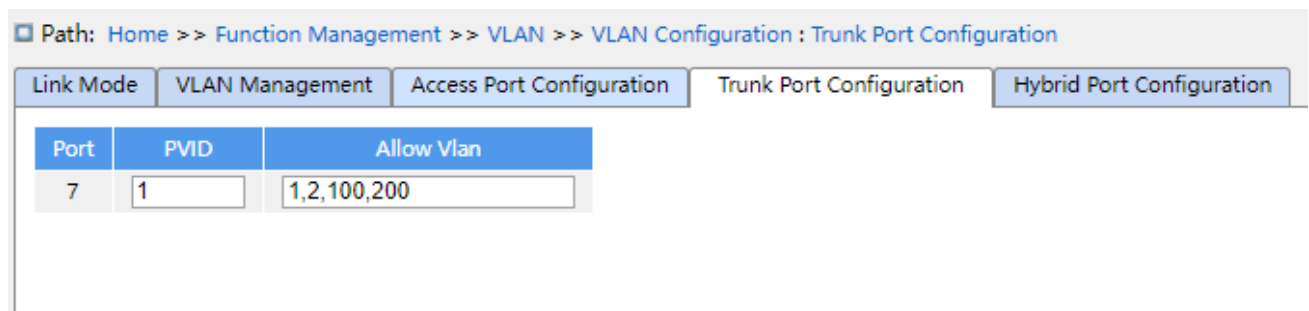 Path: Home >> Function Management >> VLAN >> VLAN Configuration : Trunk Port Configuration
Link Mode VLAN Management Access Port Configuration Trunk Port Configuration Hybrid Port Configuration
Port PVID Allow Vlan
7 1 1,2,100,200